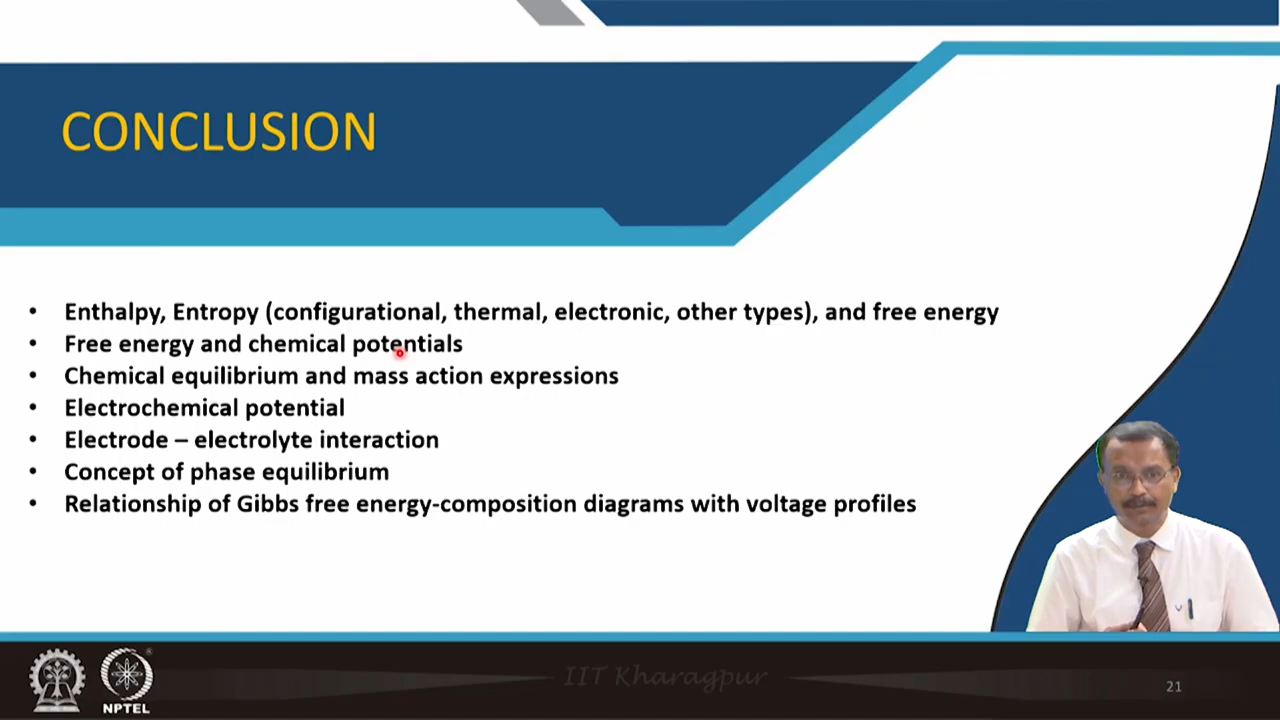 CONCLUSION
• Enthalpy, Entropy (configurational, thermal, electronic, other types), and free energy
• Free energy and chemical potentials
• Chemical equilibrium and mass action expressions
• Electrochemical potential
• Electrode – electrolyte interaction
• Concept of phase equilibrium
• Relationship of Gibbs free energy-composition diagrams with voltage profiles
IIT Kharagpur
NPTEL
21